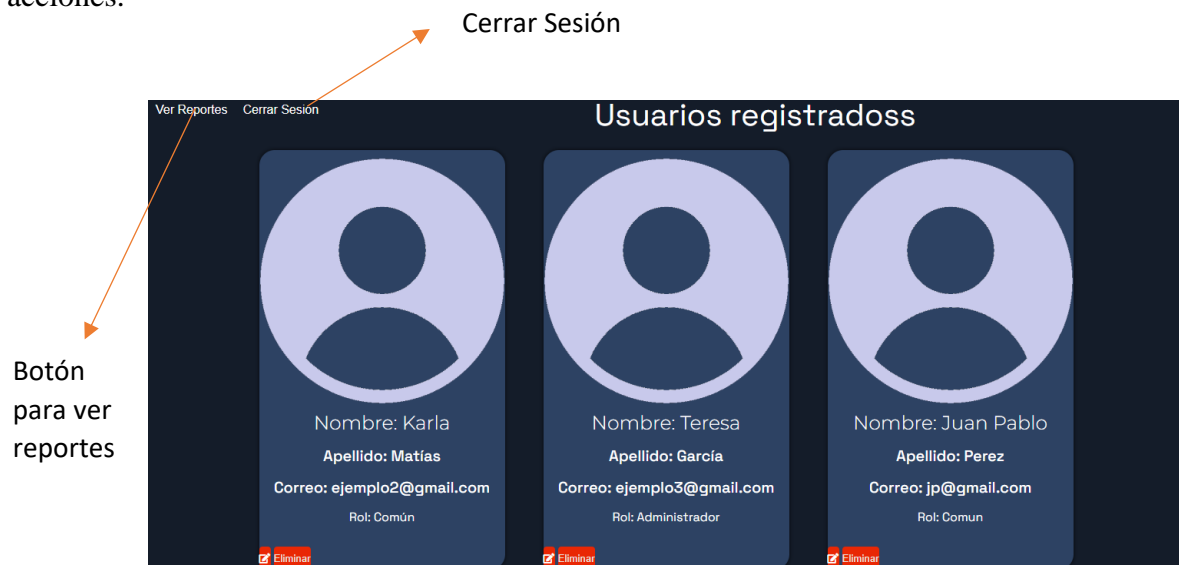 acciones.
Cerrar Sesión
Ver Reportes Cerrar Sesión
Usuarios registradoss
Nombre: Karla
Apellido: Matías
Correo: ejemplo2@gmail.com
Rol: Común
Eliminar
Nombre: Teresa
Apellido: García
Correo: ejemplo3@gmail.com
Rol: Administrador
Eliminar
Nombre: Juan Pablo
Apellido: Perez
Correo: jp@gmail.com
Rol: Comun
Eliminar
Botón
para ver
reportes